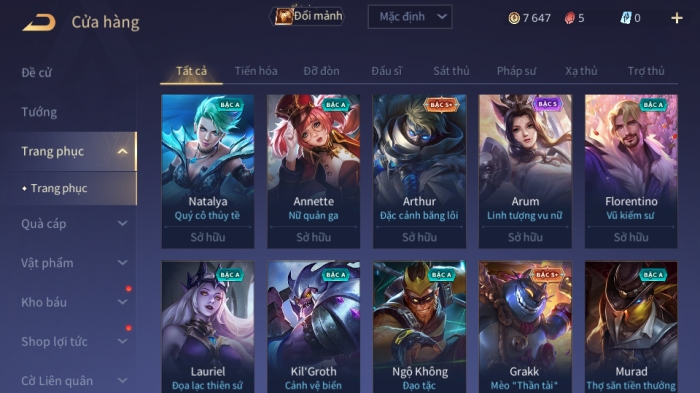 Cửa hàng
Đổi mảnh
Mặc định
7 647
5
0
Đề cử
Tướng
Trang phục
Trang phục
Quà cáp
Vật phẩm
Kho báu
Shop lợi tức
Cờ Liên quân
Tất cả
Tiến hóa
Đỡ đòn
Đấu sĩ
Sát thủ
Pháp sư
Xạ thủ
Trợ thủ
BẬC A
Natalya
Quý cô thủy tề
Sở hữu
BẬC A
Annette
Nữ quản ga
Sở hữu
BẬC S+
Arthur
Đặc cảnh băng lôi
Sở hữu
BẬC S
Arum
Linh tượng vu nữ
Sở hữu
BẬC A
Florentino
Vũ kiếm sư
Sở hữu
BẬC A
Lauriel
Đọa lạc thiên sứ
BẬC A
Kil'Groth
Cảnh vệ biển
BẬC A
Ngộ Không
Đạo tặc
BẬC S+
Grakk
Mèo "Thần tài"
BẬC A
Murad
Thợ săn tiền thưởng